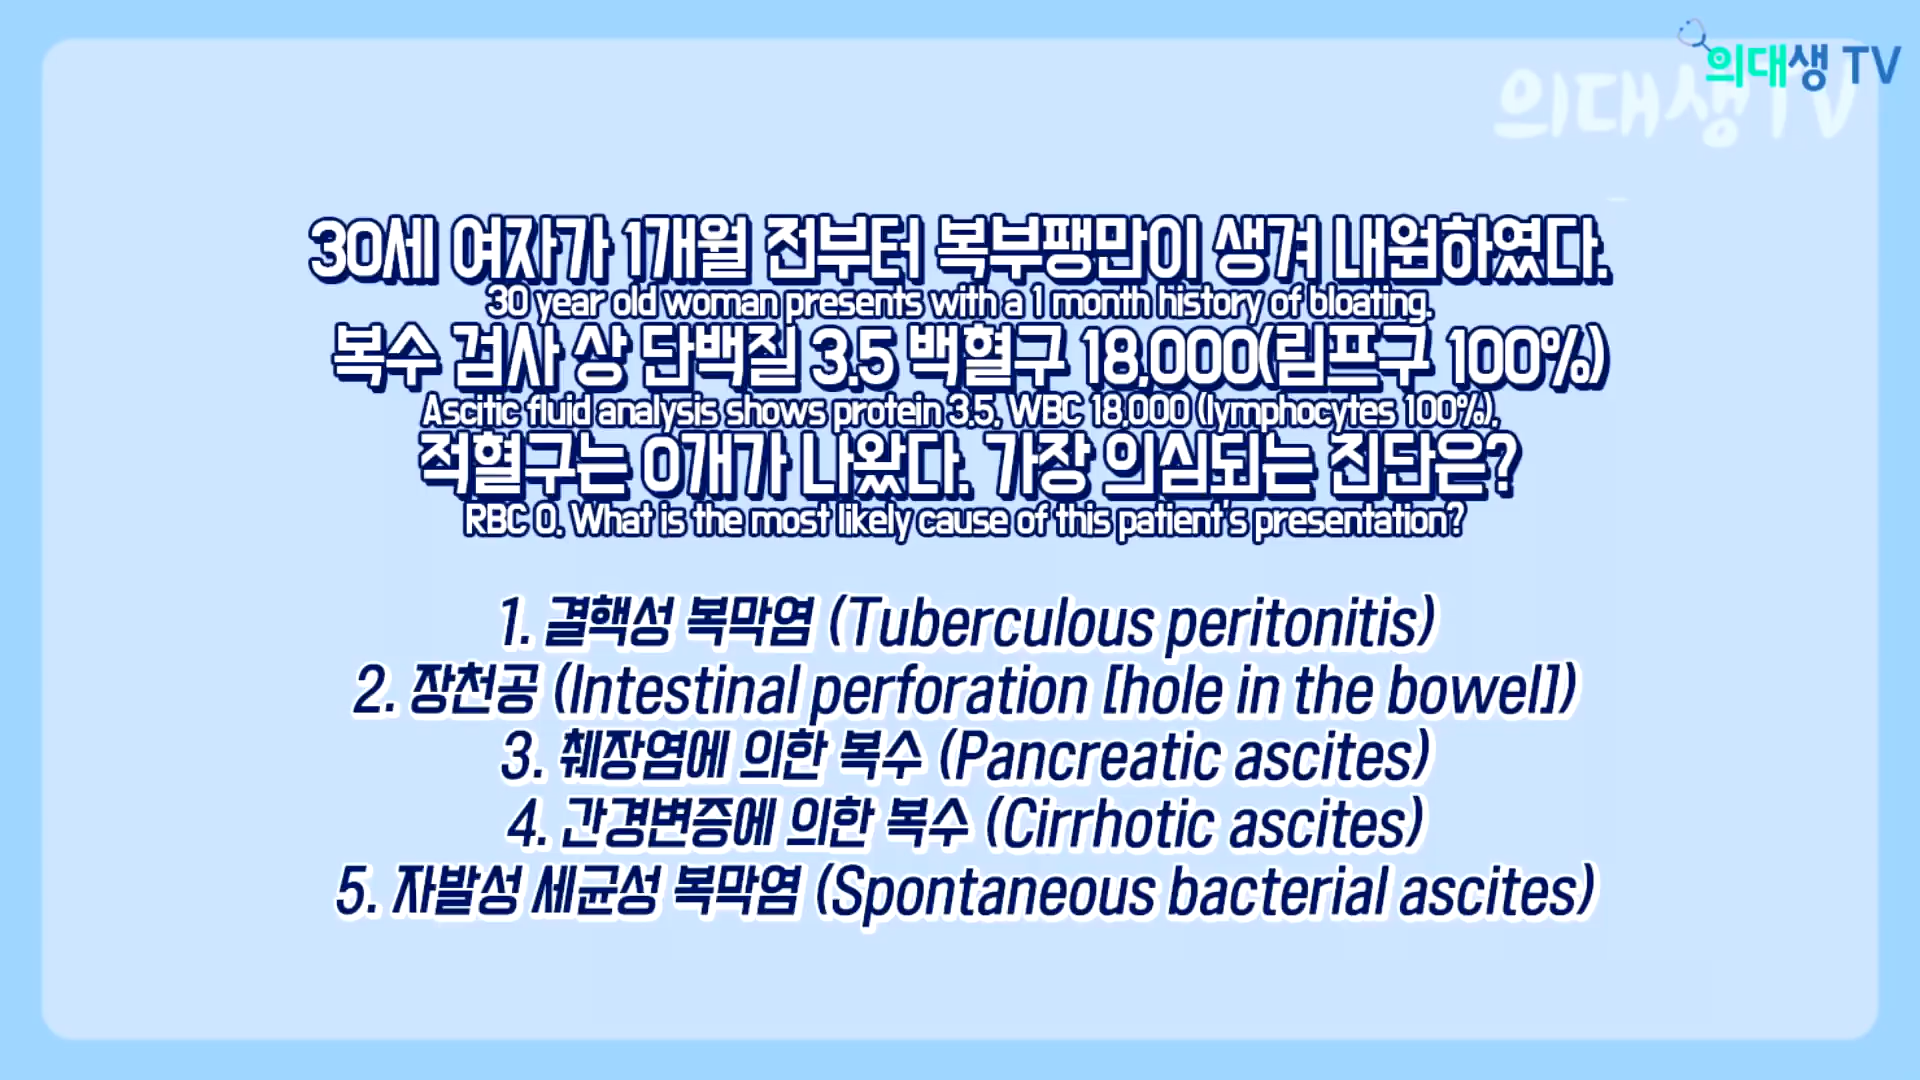 의대생 TV
의대생TV
30세 여자가 1개월 전부터 복부팽만이 생겨 내원하였다.
30 year old woman presents with a 1 month history of bloating.
복수 검사 상 단백질 3.5 백혈구 18,000(림프구 100%)
Ascitic fluid analysis shows protein 3.5, WBC 18,000 (lymphocytes 100%),
적혈구는 0개가 나왔다. 가장 의심되는 진단은?
RBC 0. What is the most likely cause of this patient's presentation?
1. 결핵성 복막염 (Tuberculous peritonitis)
2. 장천공 (Intestinal perforation [hole in the bowel])
3. 췌장염에 의한 복수 (Pancreatic ascites)
4. 간경변증에 의한 복수 (Cirrhotic ascites)
5. 자발성 세균성 복막염 (Spontaneous bacterial ascites)